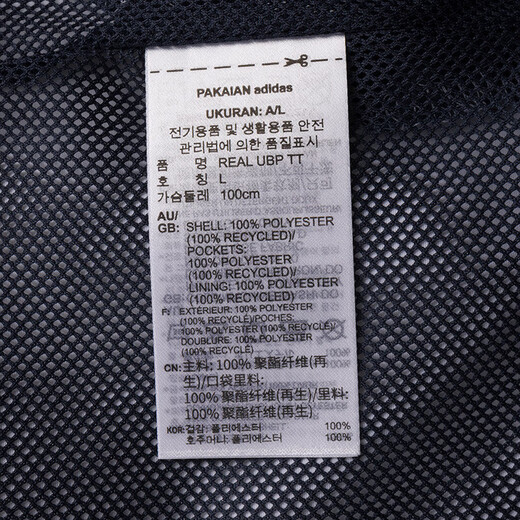 PAKAIAN adidas
UKURAN: A/L
전기용품 및 생활용품 안전
관리법에 의한 품질표시
품 명 REAL UBP TT
호 칭 L
가슴둘레 100cm
AU/
GB: SHELL: 100% POLYESTER
(100% RECYCLED)/
POCKETS:
100% POLYESTER
(100% RECYCLED)/
LINING: 100% POLYESTER
(100% RECYCLED)
F: EXTÉRIEUR: 100% POLYESTER
(100% RECYCLÉ)/POCHES:
100% POLYESTER (100% RECYCLÉ)/
DOUBLURE: 100% POLYESTER
(100% RECYCLÉ)
CN: 主料: 100% 聚酯纤维(再
生)/口袋里料:
100% 聚酯纤维(再生)/里料:
100% 聚酯纤维(再生)
KOR: 겉감: 폴리에스터 100%
호주머니: 폴리에스터 100%